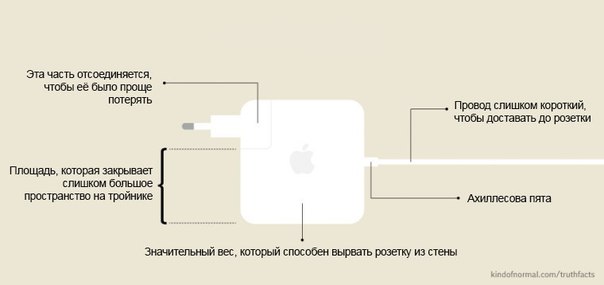 Эта часть отсоединяется,
чтобы её было проще
потерять
Провод слишком короткий,
чтобы доставать до розетки
Площадь, которая закрывает
слишком большое
пространство на тройнике
Ахиллесова пята
Значительный вес, который способен вырвать розетку из стены
kindofnormal.com/truthfacts